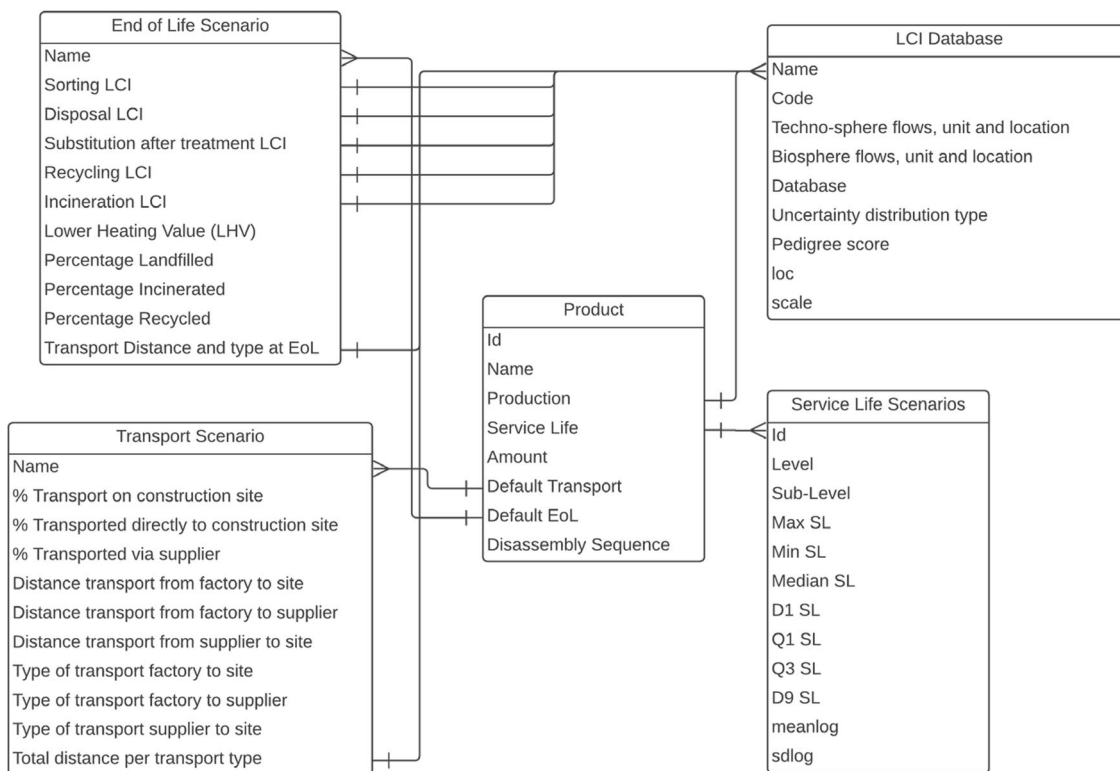 End of Life Scenario
Name
Sorting LCI
Disposal LCI
Substitution after treatment LCI
Recycling LCI
Incineration LCI
Lower Heating Value (LHV)
Percentage Landfilled
Percentage Incinerated
Percentage Recycled
Transport Distance and type at EoL
LCI Database
Name
Code
Techno-sphere flows, unit and location
Biosphere flows, unit and location
Database
Uncertainty distribution type
Pedigree score
loc
scale
Product
Id
Name
Production
Service Life
Amount
Default Transport
Default EoL
Disassembly Sequence
Transport Scenario
Name
% Transport on construction site
% Transported directly to construction site
% Transported via supplier
Distance transport from factory to site
Distance transport from factory to supplier
Distance transport from supplier to site
Type of transport factory to site
Type of transport factory to supplier
Type of transport supplier to site
Total distance per transport type
Service Life Scenarios
Id
Level
Sub-Level
Max SL
Min SL
Median SL
D1 SL
Q1 SL
Q3 SL
D9 SL
meanlog
sdlog